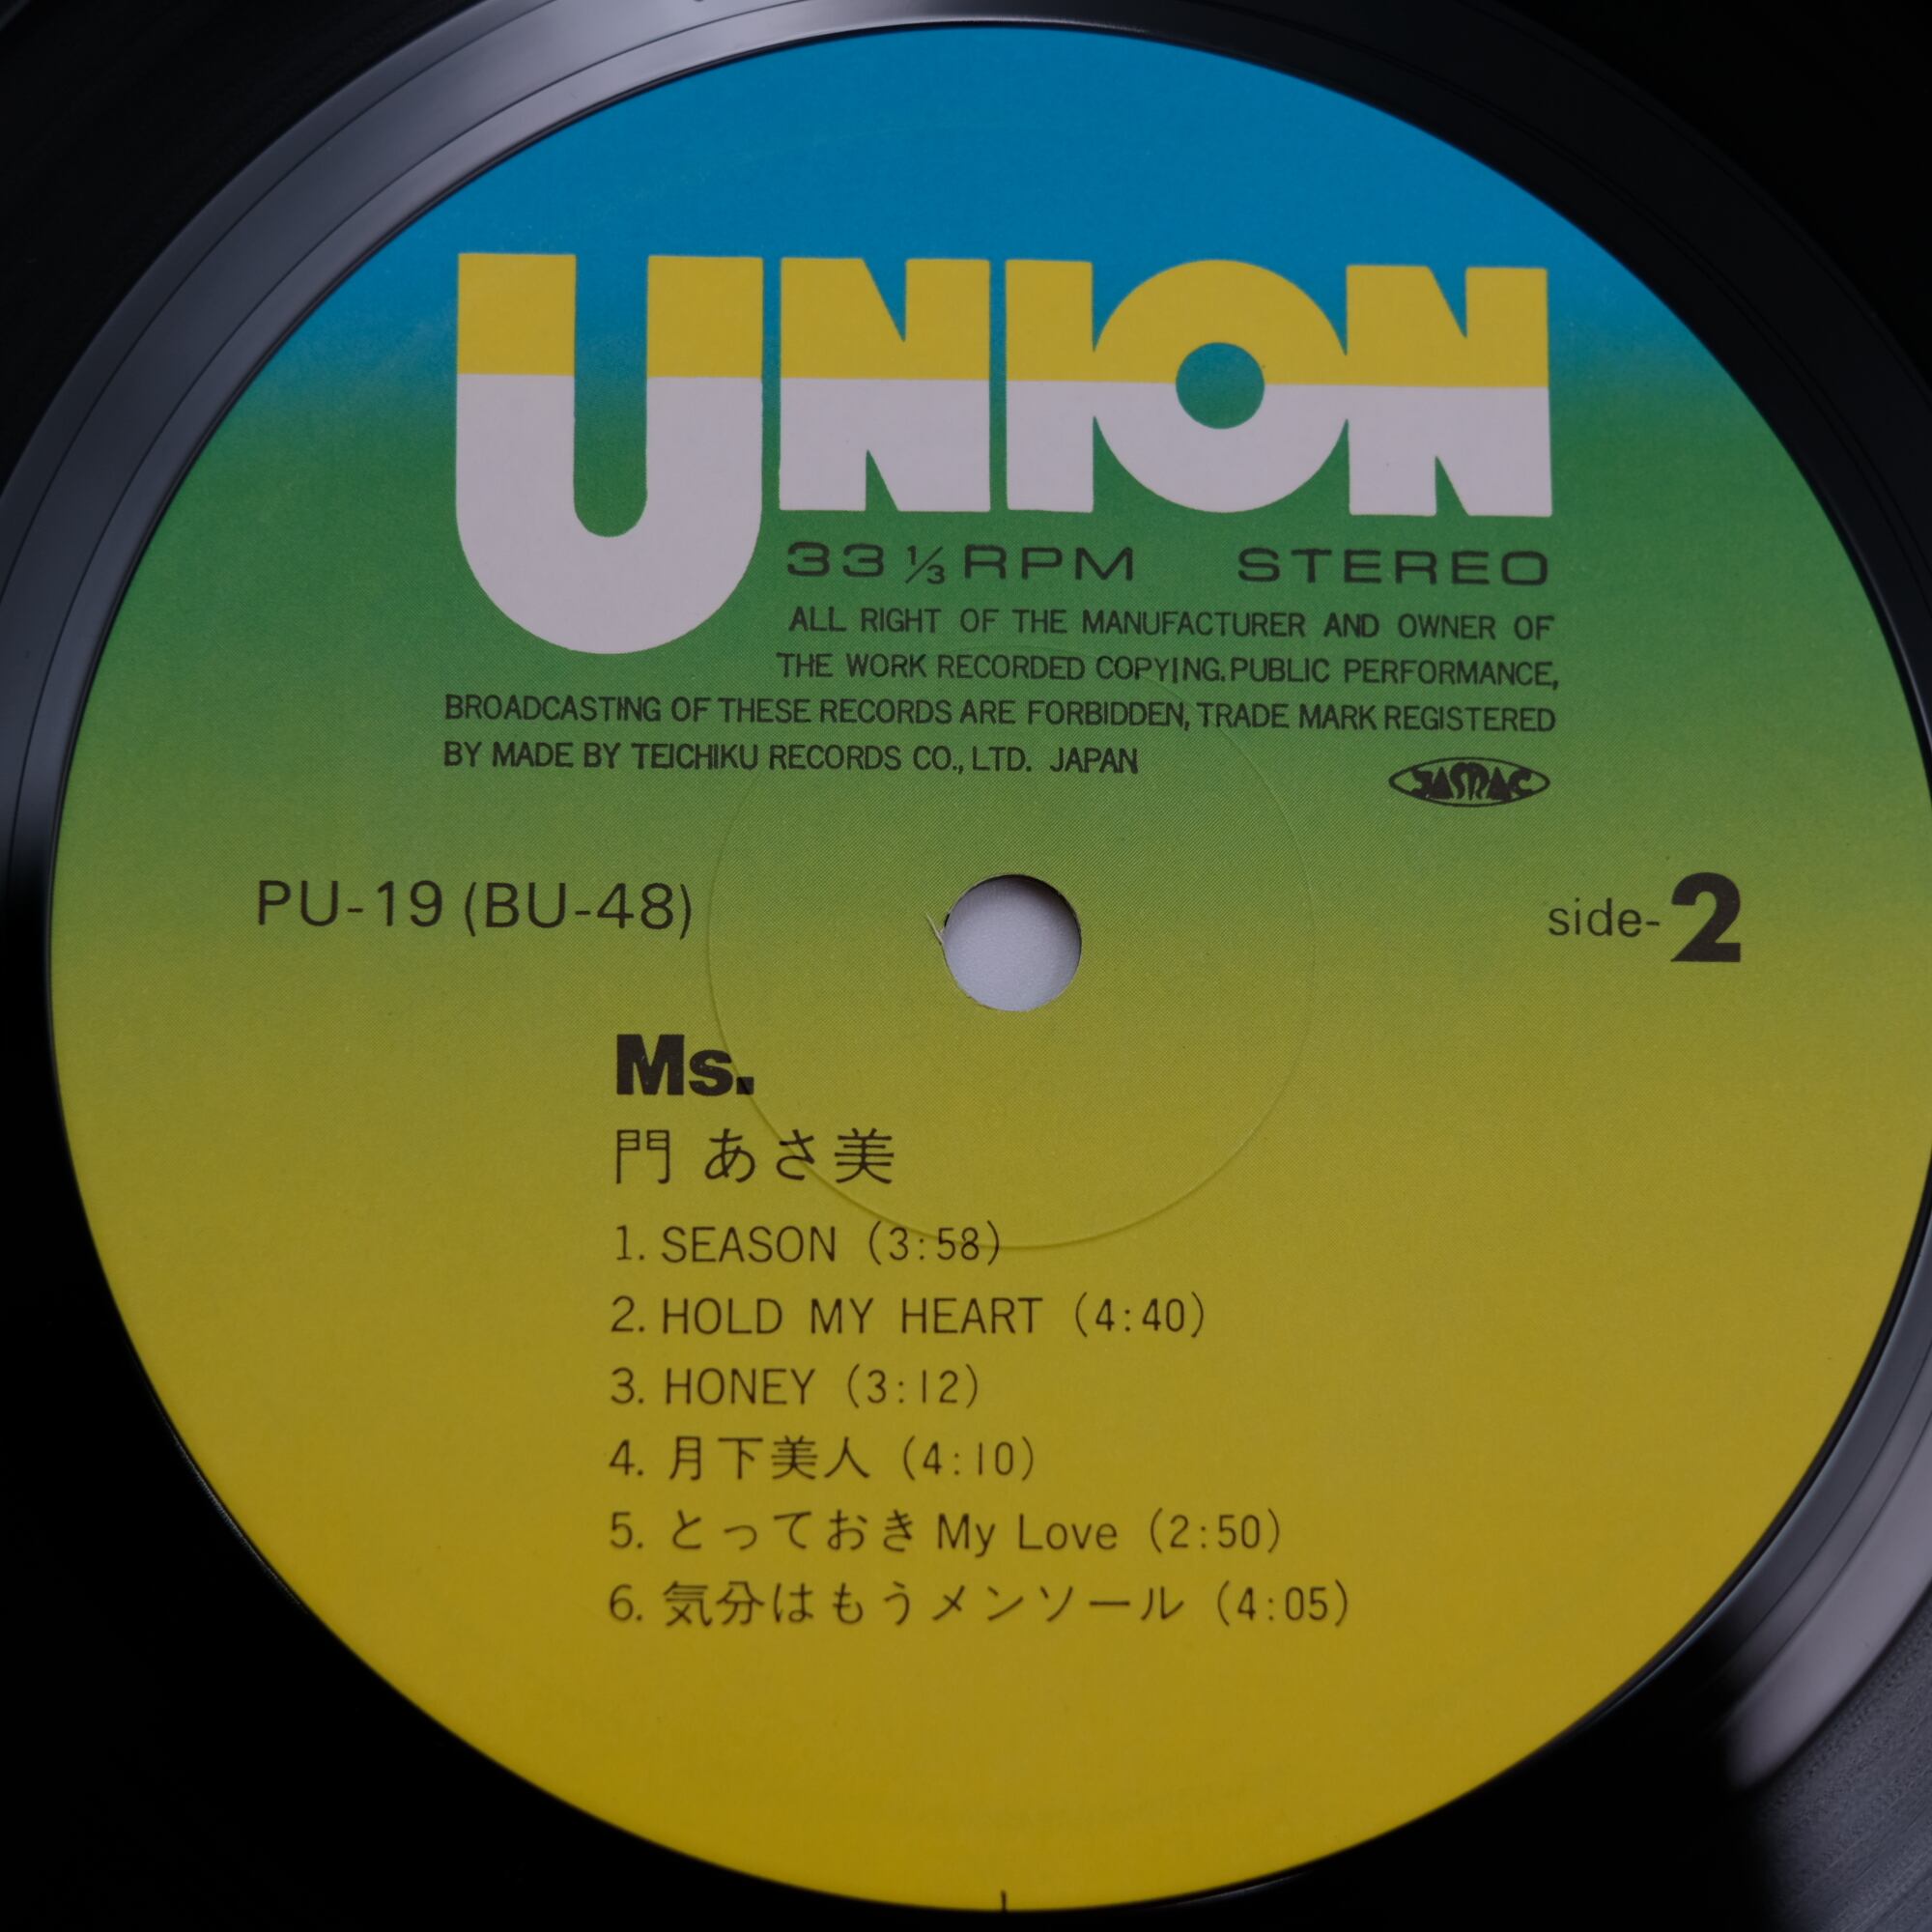 UNION
33 ⅓ RPM STEREO
ALL RIGHT OF THE MANUFACTURER AND OWNER OF
THE WORK RECORDED COPYING.PUBLIC PERFORMANCE,
BROADCASTING OF THESE RECORDS ARE FORBIDDEN, TRADE MARK REGISTERED
BY MADE BY TEICHIKU RECORDS CO., LTD. JAPAN
JASRAC
PU-19 (BU-48)
side-2
Ms.
門 あさ美
1. SEASON (3:58)
2. HOLD MY HEART (4:40)
3. HONEY (3:12)
4. 月下美人 (4:10)
5. とっておき My Love (2:50)
6. 気分はもうメンソール (4:05)